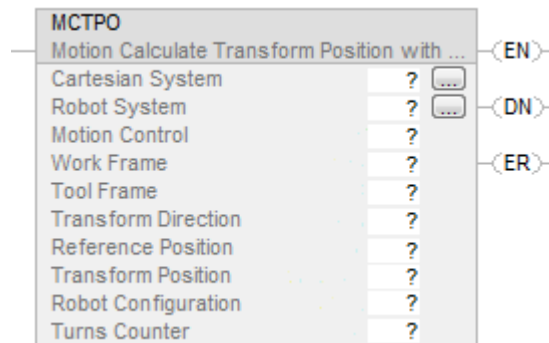 MCTPO
Motion Calculate Transform Position with ... EN
Cartesian System ? ...
Robot System ? ... DN
Motion Control ?
Work Frame ? ER
Tool Frame ?
Transform Direction ?
Reference Position ?
Transform Position ?
Robot Configuration ?
Turns Counter ?